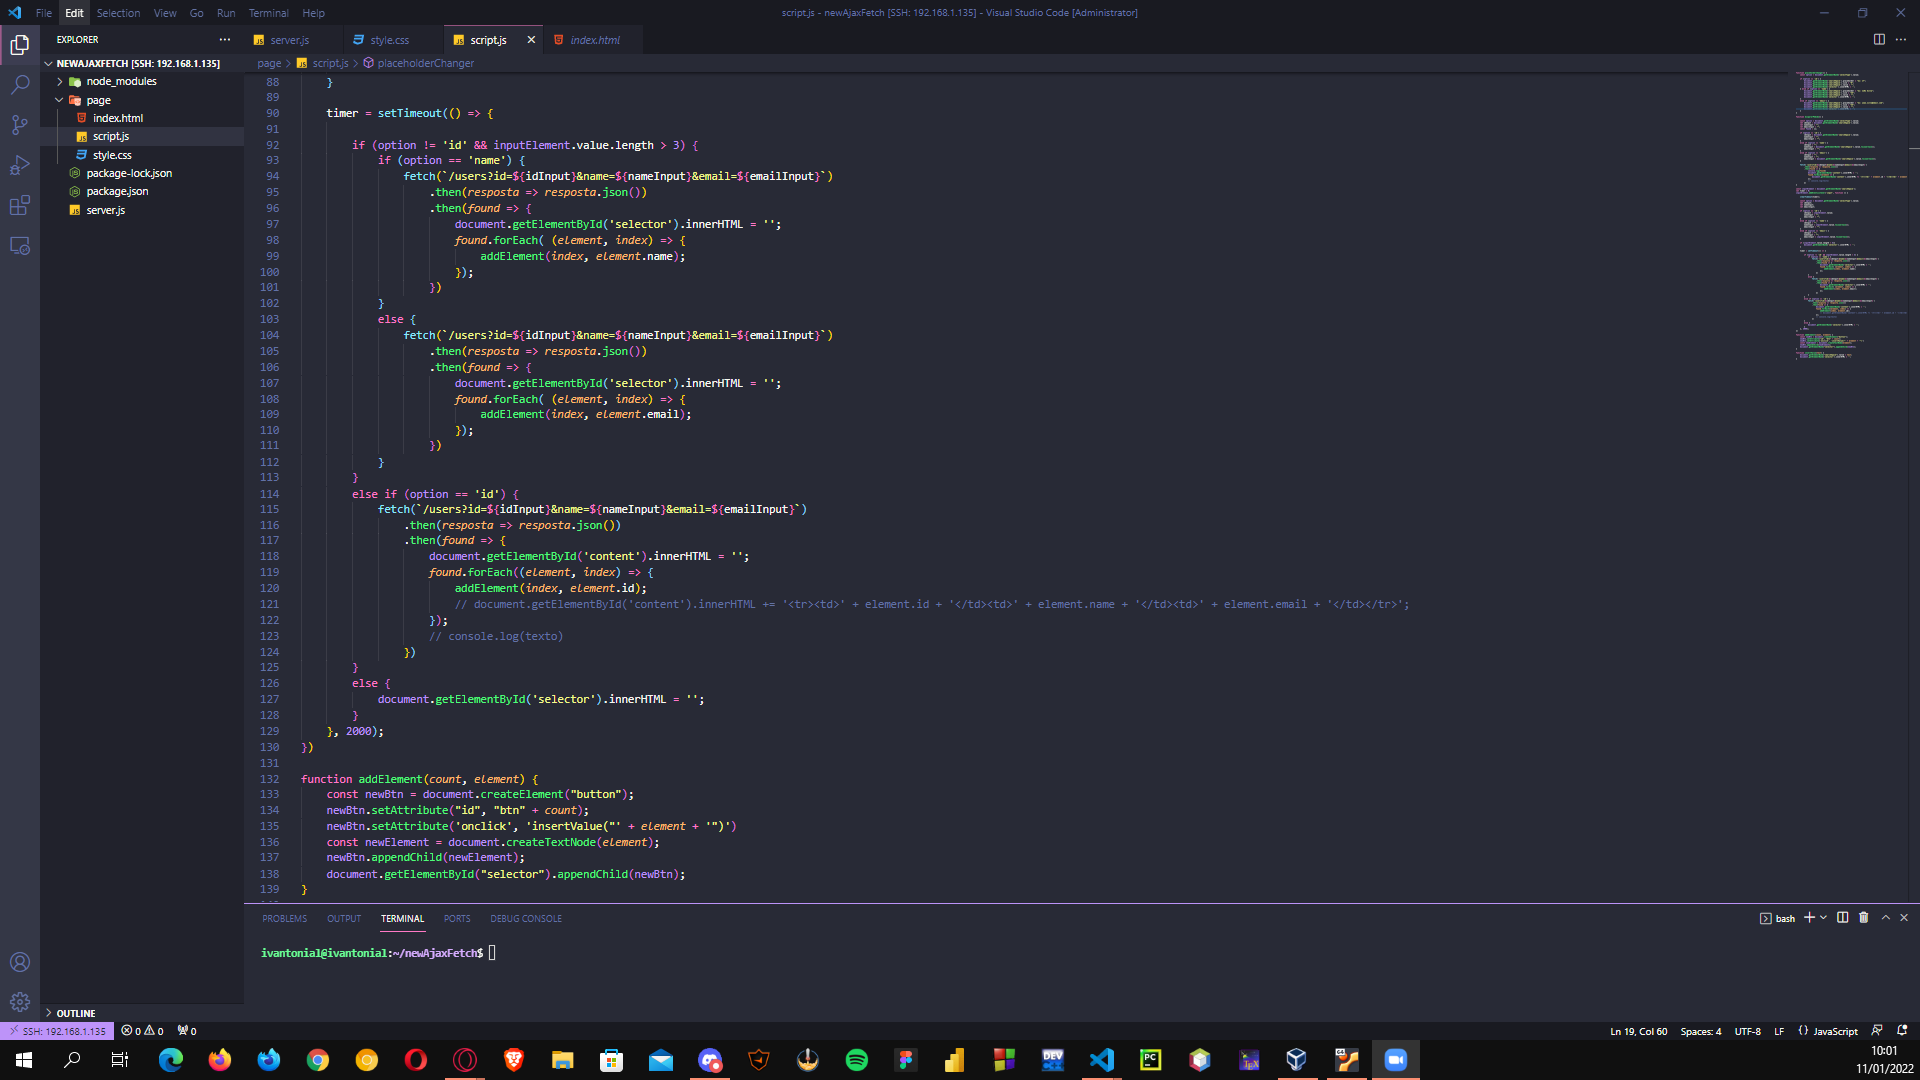 File Edit Selection View Go Run Terminal Help
script.js - newAjaxFetch [SSH: 192.168.1.135] - Visual Studio Code [Administrator]
EXPLORER
server.js
style.css
script.js
index.html
NEWAJAXFETCH [SSH: 192.168.1.135]
page > script.js > placeholderChanger
node_modules
page
index.html
script.js
style.css
package-lock.json
package.json
server.js
88 }
89
90 timer = setTimeout(() => {
91
92 if (option != 'id' && inputElement.value.length > 3) {
93 if (option == 'name') {
94 fetch(`/users?id=${idInput}&name=${nameInput}&email=${emailInput}`)
95 .then(resposta => resposta.json())
96 .then(found => {
97 document.getElementById('selector').innerHTML = '';
98 found.forEach( (element, index) => {
99 addElement(index, element.name);
100 });
101 })
102 }
103 else {
104 fetch(`/users?id=${idInput}&name=${nameInput}&email=${emailInput}`)
105 .then(resposta => resposta.json())
106 .then(found => {
107 document.getElementById('selector').innerHTML = '';
108 found.forEach( (element, index) => {
109 addElement(index, element.email);
110 });
111 })
112 }
113 }
114 else if (option == 'id') {
115 fetch(`/users?id=${idInput}&name=${nameInput}&email=${emailInput}`)
116 .then(resposta => resposta.json())
117 .then(found => {
118 document.getElementById('content').innerHTML = '';
119 found.forEach((element, index) => {
120 addElement(index, element.id);
121 // document.getElementById('content').innerHTML += '<tr><td>' + element.id + '</td><td>' + element.name + '</td><td>' + element.email + '</td></tr>';
122 });
123 // console.log(texto)
124 })
125 }
126 else {
127 document.getElementById('selector').innerHTML = '';
128 }
129 }, 2000);
130 })
131
132 function addElement(count, element) {
133 const newBtn = document.createElement("button");
134 newBtn.setAttribute("id", "btn" + count);
135 newBtn.setAttribute('onclick', 'insertValue("' + element + '")')
136 const newElement = document.createTextNode(element);
137 newBtn.appendChild(newElement);
138 document.getElementById("selector").appendChild(newBtn);
139 }
PROBLEMS OUTPUT TERMINAL PORTS DEBUG CONSOLE
bash
ivantonial@ivantonial:~/newAjaxFetch$
OUTLINE
SSH: 192.168.1.135 0 0 0
Ln 19, Col 60 Spaces: 4 UTF-8 LF {} JavaScript
DEV
PC
10:01
11/01/2022